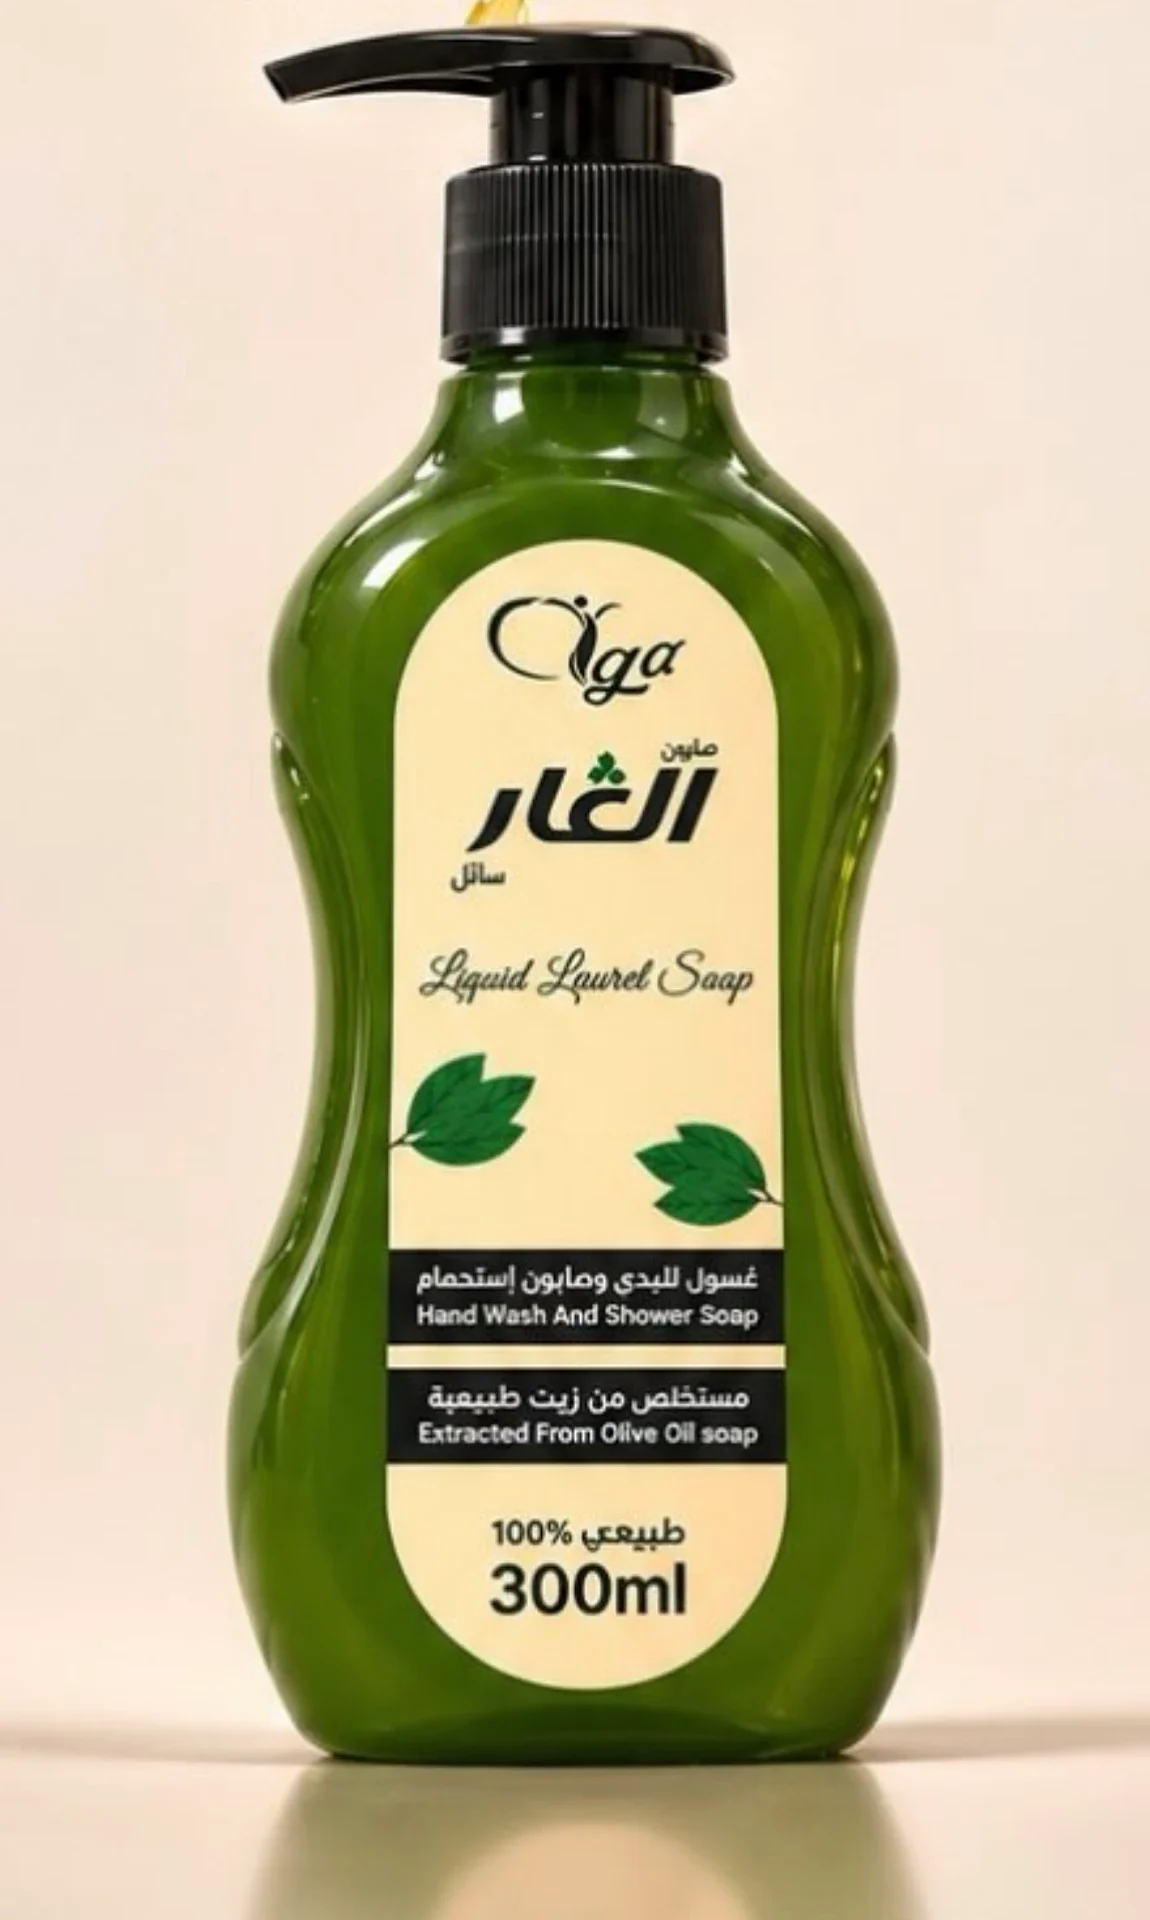 iga
صابون
الغار
سائل
Liquid Laurel Soap
غسول لليدي وصابون إستحمام
Hand Wash And Shower Soap
مستخلص من زيت طبيعية
Extracted From Olive Oil soap
100% طبيعي
300ml